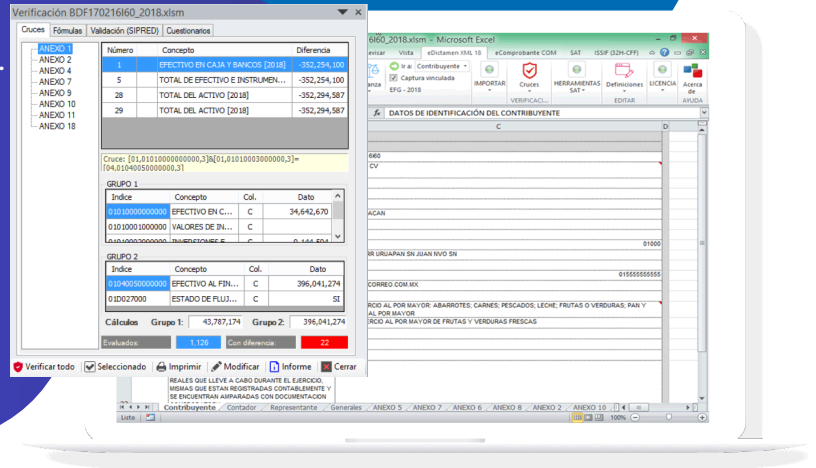 Verificación BDF170216I60_2018.xlsm
Cruces Fórmulas Validación (SIPRED) Cuestionarios
ANEXO 1
ANEXO 2
ANEXO 4
ANEXO 7
ANEXO 9
ANEXO 10
ANEXO 11
ANEXO 18
Número Concepto Diferencia
1 EFECTIVO EN CAJA Y BANCOS [2018] -352,254,100
5 TOTAL DE EFECTIVO E INSTRUMEN... -352,254,100
28 TOTAL DEL ACTIVO [2018] -352,294,587
29 TOTAL DEL ACTIVO [2018] -352,294,587
Cruce: [01,01010000000000,3]&[01,01010003000000,3]=
[04,01040050000000,3]
GRUPO 1
Indice Concepto Col. Dato
01010000000000 EFECTIVO EN C... C 34,642,670
01010001000000 VALORES DE IN... C
GRUPO 2
Indice Concepto Col. Dato
01040050000000 EFECTIVO AL FIN... C 396,041,274
01D027000 ESTADO DE FLUJ... C SI
Cálculos Grupo 1: 43,787,174 Grupo 2: 396,041,274
Evaluados: 1,126 Con diferencia: 22
Verificar todo Seleccionado Imprimir Modificar Informe Cerrar
6I60_2018.xlsm - Microsoft Excel
evisar Vista eDictamen XML 18 eComprobante COM SAT ISSIF (32H-CFF)
Ir a: Contribuyente
Captura vinculada
EFG - 2018
anza
IMPORTAR
Cruces
HERRAMIENTAS
SAT
Definiciones
LICENCIA
Acerca
de
VERIFICACI... EDITAR AYUDA
fx DATOS DE IDENTIFICACIÓN DEL CONTRIBUYENTE
C D
6I60
CV
ACAN
01000
RR URUAPAN SN JUAN NVO SN
015555555555
CORREO.COM.MX
RCIO AL POR MAYOR: ABARROTES; CARNES; PESCADOS; LECHE; FRUTAS O VERDURAS; PAN Y
AL POR MAYOR
ERCIO AL POR MAYOR DE FRUTAS Y VERDURAS FRESCAS
REALES QUE LLEVE A CABO DURANTE EL EJERCICIO,
MISMAS QUE ESTAN REGISTRADAS CONTABLEMENTE Y
SE ENCUENTRAN AMPARADAS CON DOCUMENTACION
Contribuyente Contador Representante Generales ANEXO 5 ANEXO 7 ANEXO 6 ANEXO 8 ANEXO 2 ANEXO 10
Listo 100%